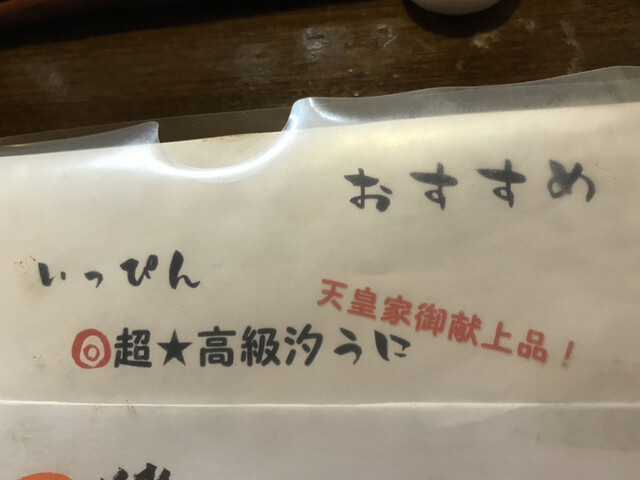 おすすめ
いっぴん
天皇家御献上品！
◎超★高級汐うに